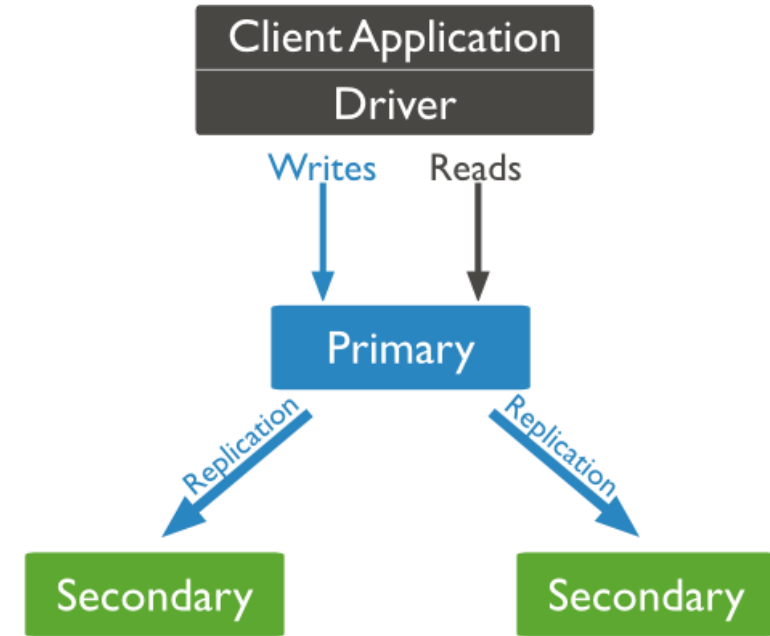 Client Application
Driver
Writes Reads
Primary
Replication Replication
Secondary Secondary